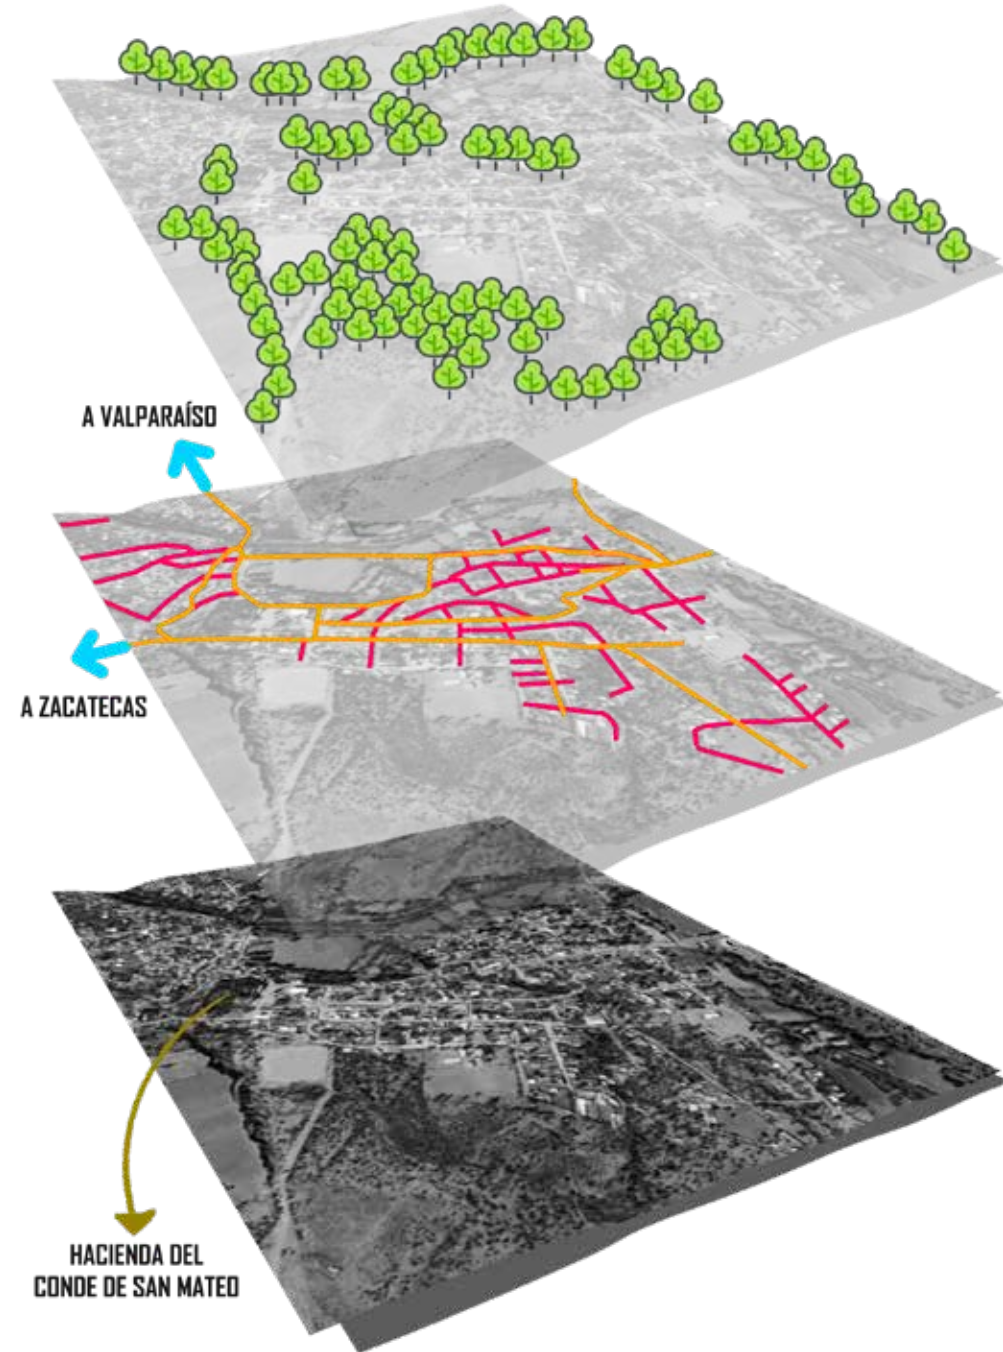 A VALPARAÍSO
A ZACATECAS
HACIENDA DEL
CONDE DE SAN MATEO